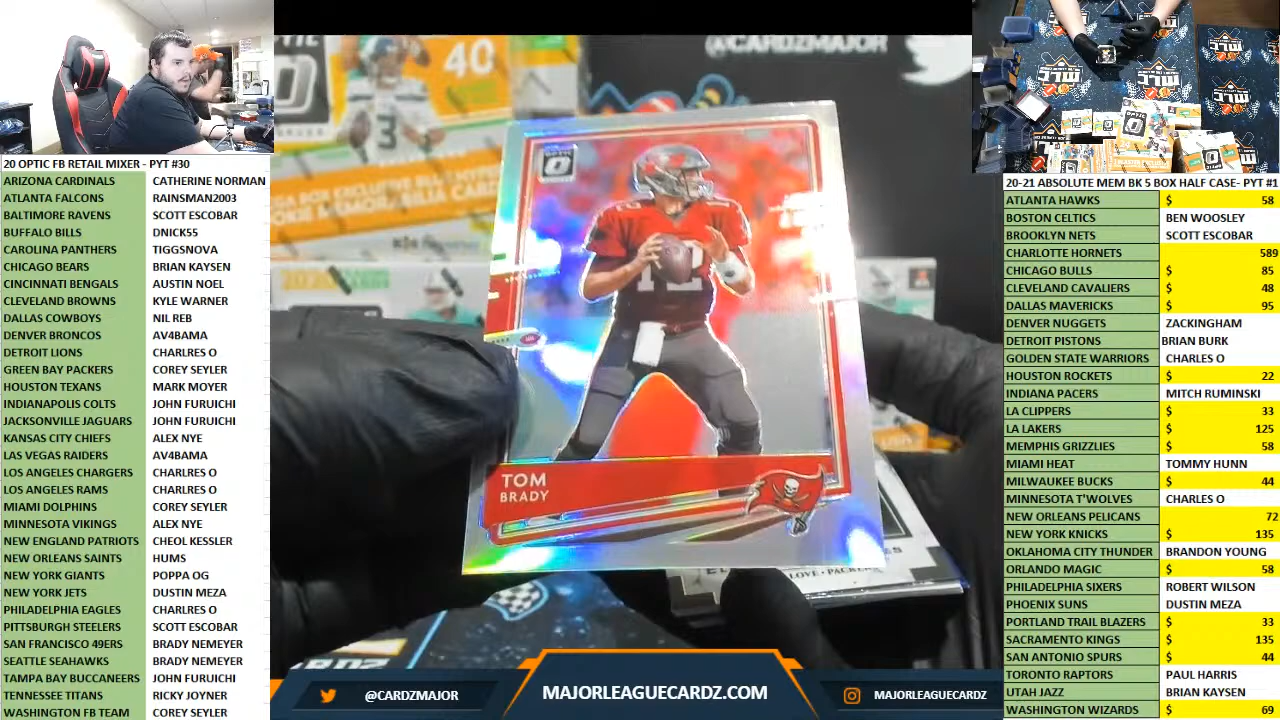 20 OPTIC FB RETAIL MIXER - PYT #30
ARIZONA CARDINALS CATHERINE NORMAN
ATLANTA FALCONS RAINSMAN2003
BALTIMORE RAVENS SCOTT ESCOBAR
BUFFALO BILLS DNICK55
CAROLINA PANTHERS TIGGSNOVA
CHICAGO BEARS BRIAN KAYSEN
CINCINNATI BENGALS AUSTIN NOEL
CLEVELAND BROWNS KYLE WARNER
DALLAS COWBOYS NIL REB
DENVER BRONCOS AV4BAMA
DETROIT LIONS CHARLRES O
GREEN BAY PACKERS COREY SEYLER
HOUSTON TEXANS MARK MOYER
INDIANAPOLIS COLTS JOHN FURUICHI
JACKSONVILLE JAGUARS JOHN FURUICHI
KANSAS CITY CHIEFS ALEX NYE
LAS VEGAS RAIDERS AV4BAMA
LOS ANGELES CHARGERS CHARLRES O
LOS ANGELES RAMS CHARLRES O
MIAMI DOLPHINS COREY SEYLER
MINNESOTA VIKINGS ALEX NYE
NEW ENGLAND PATRIOTS CHEOL KESSLER
NEW ORLEANS SAINTS HUMS
NEW YORK GIANTS POPPA OG
NEW YORK JETS DUSTIN MEZA
PHILADELPHIA EAGLES CHARLRES O
PITTSBURGH STEELERS SCOTT ESCOBAR
SAN FRANCISCO 49ERS BRADY NEMEYER
SEATTLE SEAHAWKS BRADY NEMEYER
TAMPA BAY BUCCANEERS JOHN FURUICHI
TENNESSEE TITANS RICKY JOYNER
WASHINGTON FB TEAM COREY SEYLER
@CARDZMAJOR
40
3
OPTIC
12
TOM
BRADY
@CARDZMAJOR
MAJORLEAGUECARDZ.COM
MAJORLEAGUECARDZ
20-21 ABSOLUTE MEM BK 5 BOX HALF CASE- PYT #1
ATLANTA HAWKS $ 58
BOSTON CELTICS BEN WOOSLEY
BROOKLYN NETS SCOTT ESCOBAR
CHARLOTTE HORNETS 589
CHICAGO BULLS $ 85
CLEVELAND CAVALIERS $ 48
DALLAS MAVERICKS $ 95
DENVER NUGGETS ZACKINGHAM
DETROIT PISTONS BRIAN BURK
GOLDEN STATE WARRIORS CHARLES O
HOUSTON ROCKETS $ 22
INDIANA PACERS MITCH RUMINSKI
LA CLIPPERS $ 33
LA LAKERS $ 125
MEMPHIS GRIZZLIES $ 58
MIAMI HEAT TOMMY HUNN
MILWAUKEE BUCKS $ 44
MINNESOTA T'WOLVES CHARLES O
NEW ORLEANS PELICANS 72
NEW YORK KNICKS $ 135
OKLAHOMA CITY THUNDER BRANDON YOUNG
ORLANDO MAGIC $ 58
PHILADELPHIA SIXERS ROBERT WILSON
PHOENIX SUNS DUSTIN MEZA
PORTLAND TRAIL BLAZERS $ 33
SACRAMENTO KINGS $ 135
SAN ANTONIO SPURS $ 44
TORONTO RAPTORS PAUL HARRIS
UTAH JAZZ BRIAN KAYSEN
WASHINGTON WIZARDS $ 69